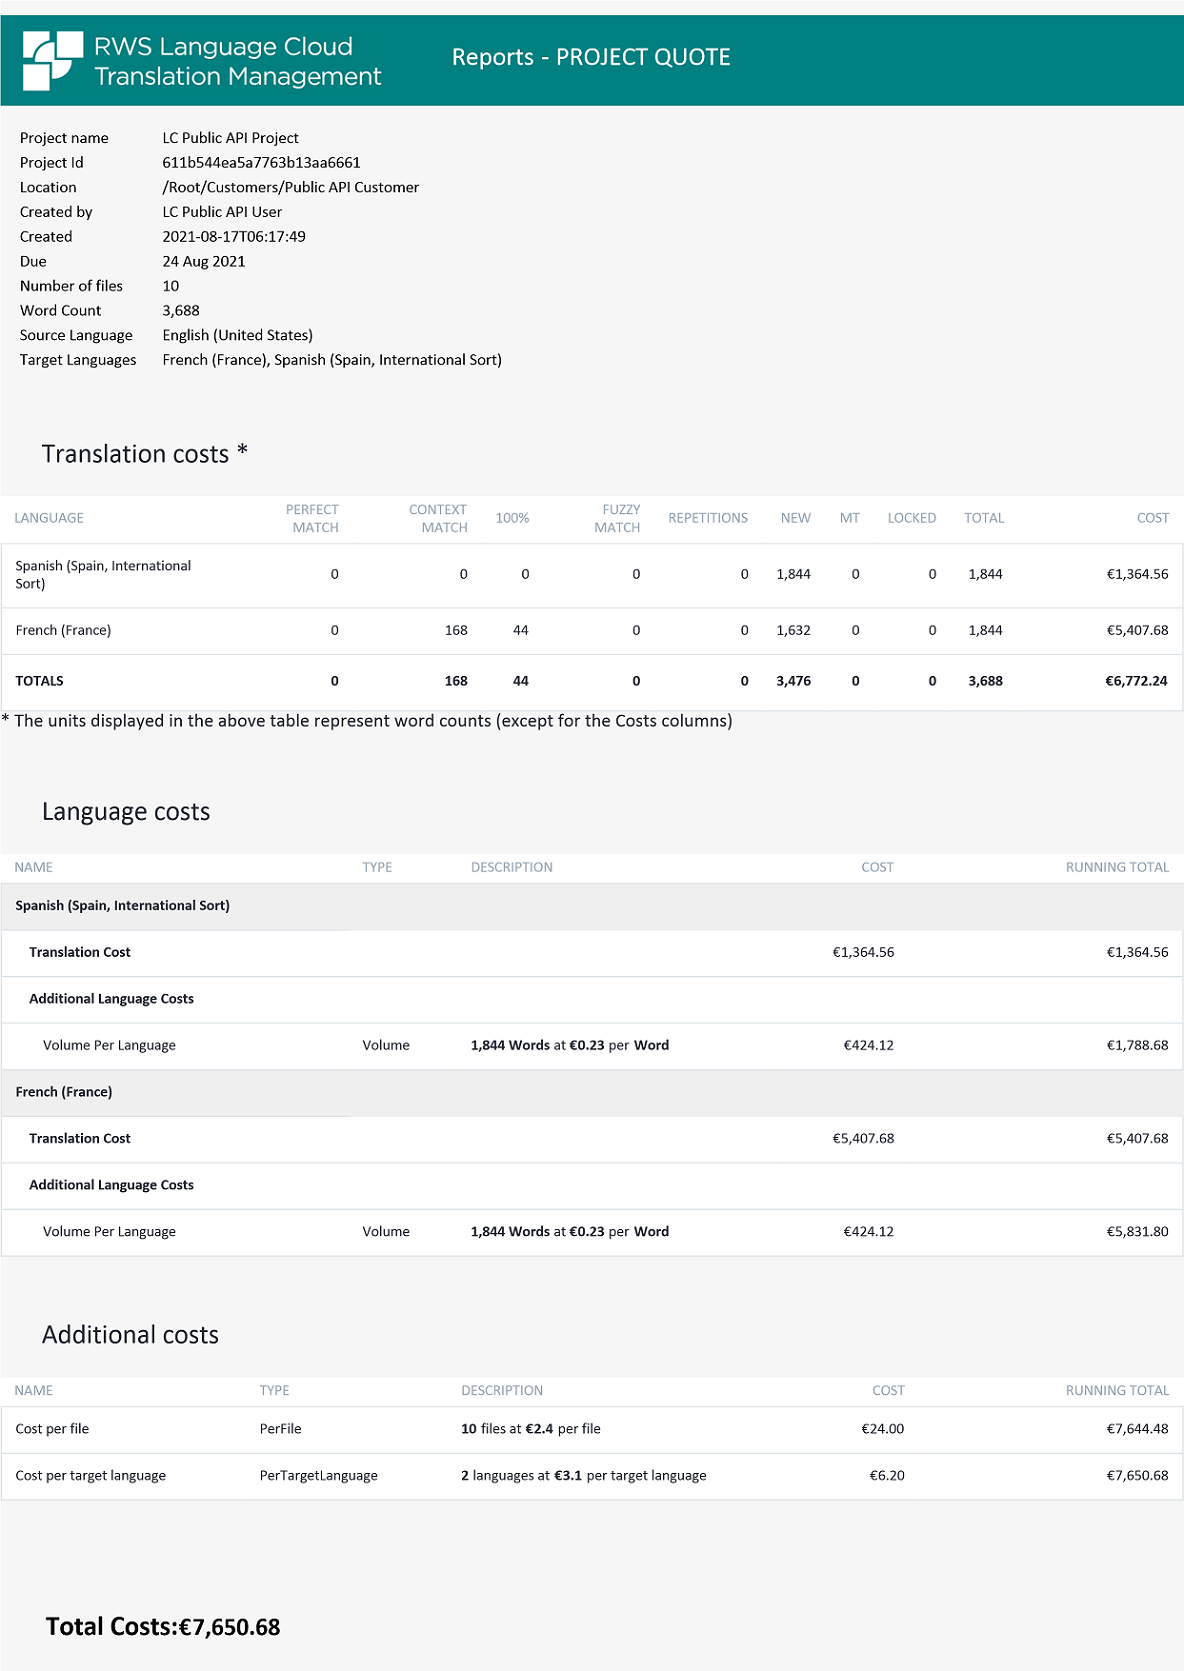 RWS Language Cloud
Translation Management
Reports - PROJECT QUOTE
Project name LC Public API Project
Project Id 611b544ea5a7763b13aa6661
Location /Root/Customers/Public API Customer
Created by LC Public API User
Created 2021-08-17T06:17:49
Due 24 Aug 2021
Number of files 10
Word Count 3,688
Source Language English (United States)
Target Languages French (France), Spanish (Spain, International Sort)
Translation costs *
LANGUAGE PERFECT MATCH CONTEXT MATCH 100% FUZZY MATCH REPETITIONS NEW MT LOCKED TOTAL COST
Spanish (Spain, International Sort) 0 0 0 0 0 1,844 0 0 1,844 €1,364.56
French (France) 0 168 44 0 0 1,632 0 0 1,844 €5,407.68
TOTALS 0 168 44 0 0 3,476 0 0 3,688 €6,772.24
* The units displayed in the above table represent word counts (except for the Costs columns)
Language costs
NAME TYPE DESCRIPTION COST RUNNING TOTAL
Spanish (Spain, International Sort)
Translation Cost €1,364.56 €1,364.56
Additional Language Costs
Volume Per Language Volume 1,844 Words at €0.23 per Word €424.12 €1,788.68
French (France)
Translation Cost €5,407.68 €5,407.68
Additional Language Costs
Volume Per Language Volume 1,844 Words at €0.23 per Word €424.12 €5,831.80
Additional costs
NAME TYPE DESCRIPTION COST RUNNING TOTAL
Cost per file PerFile 10 files at €2.4 per file €24.00 €7,644.48
Cost per target language PerTargetLanguage 2 languages at €3.1 per target language €6.20 €7,650.68
Total Costs:€7,650.68